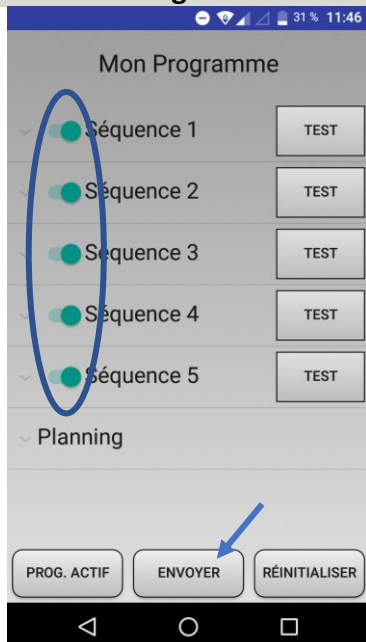 31 % 11:46
Mon Programme
Séquence 1 TEST
Séquence 2 TEST
Séquence 3 TEST
Séquence 4 TEST
Séquence 5 TEST
Planning
PROG. ACTIF ENVOYER RÉINITIALISER